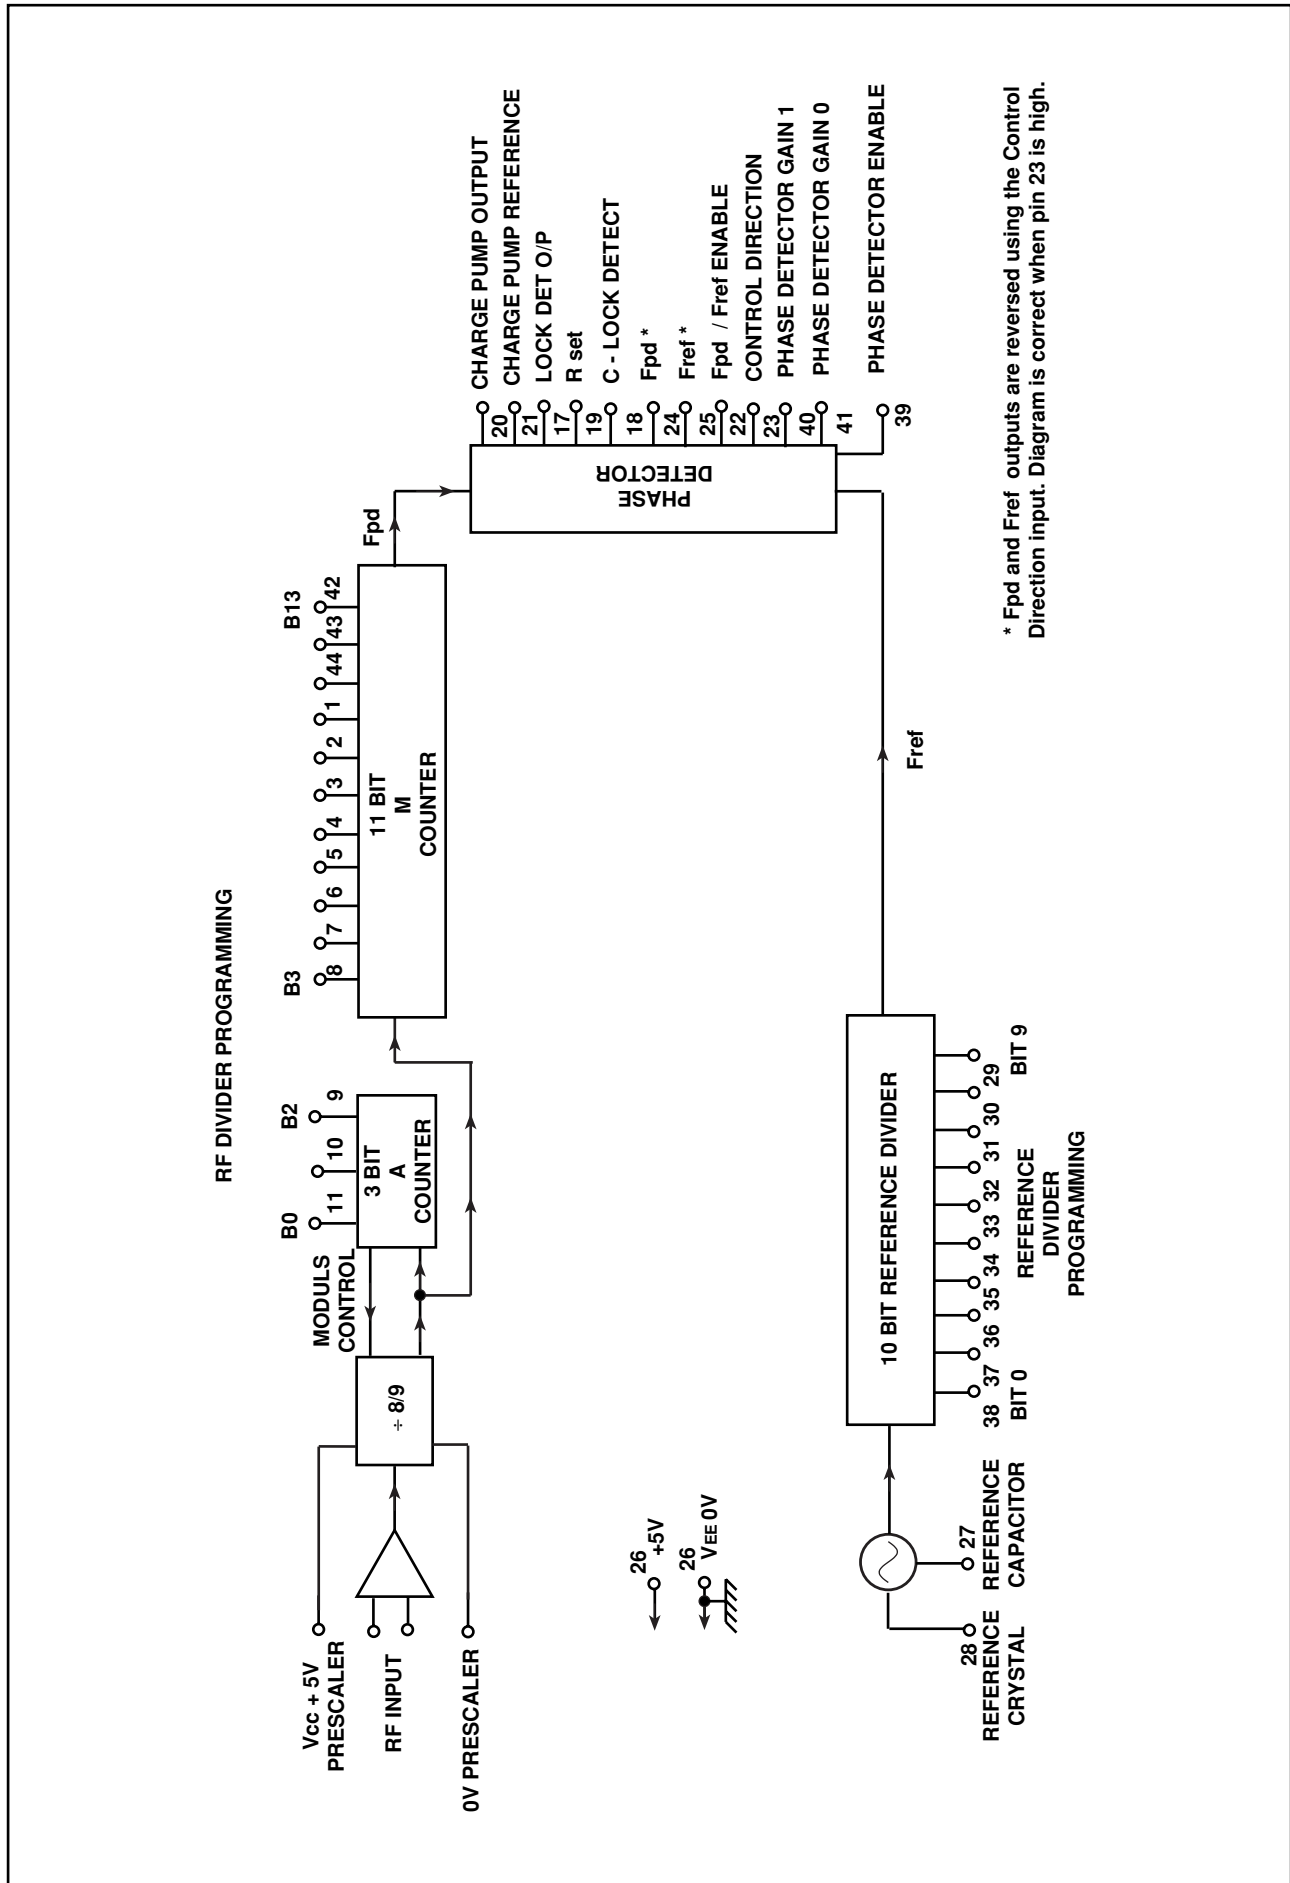 RF DIVIDER PROGRAMMING
B0
B2
B3
B13
11
10
9
8
7
6
5
4
3
2
1
44
43
42
Vcc + 5V
PRESCALER
RF INPUT
0V PRESCALER
÷ 8/9
MODULS
CONTROL
3 BIT
A
COUNTER
11 BIT
M
COUNTER
Fpd
PHASE
DETECTOR
20
CHARGE PUMP OUTPUT
21
CHARGE PUMP REFERENCE
17
LOCK DET O/P
19
R set
18
C - LOCK DETECT
24
Fpd *
25
Fref *
22
Fpd / Fref ENABLE
23
CONTROL DIRECTION
40
PHASE DETECTOR GAIN 1
41
PHASE DETECTOR GAIN 0
39
PHASE DETECTOR ENABLE
26
+5V
26
VEE 0V
28
REFERENCE
CRYSTAL
27
REFERENCE
CAPACITOR
10 BIT REFERENCE DIVIDER
Fref
38
37
36
35
34
33
32
31
30
29
BIT 0
BIT 9
REFERENCE
DIVIDER
PROGRAMMING
* Fpd and Fref outputs are reversed using the Control
Direction input. Diagram is correct when pin 23 is high.